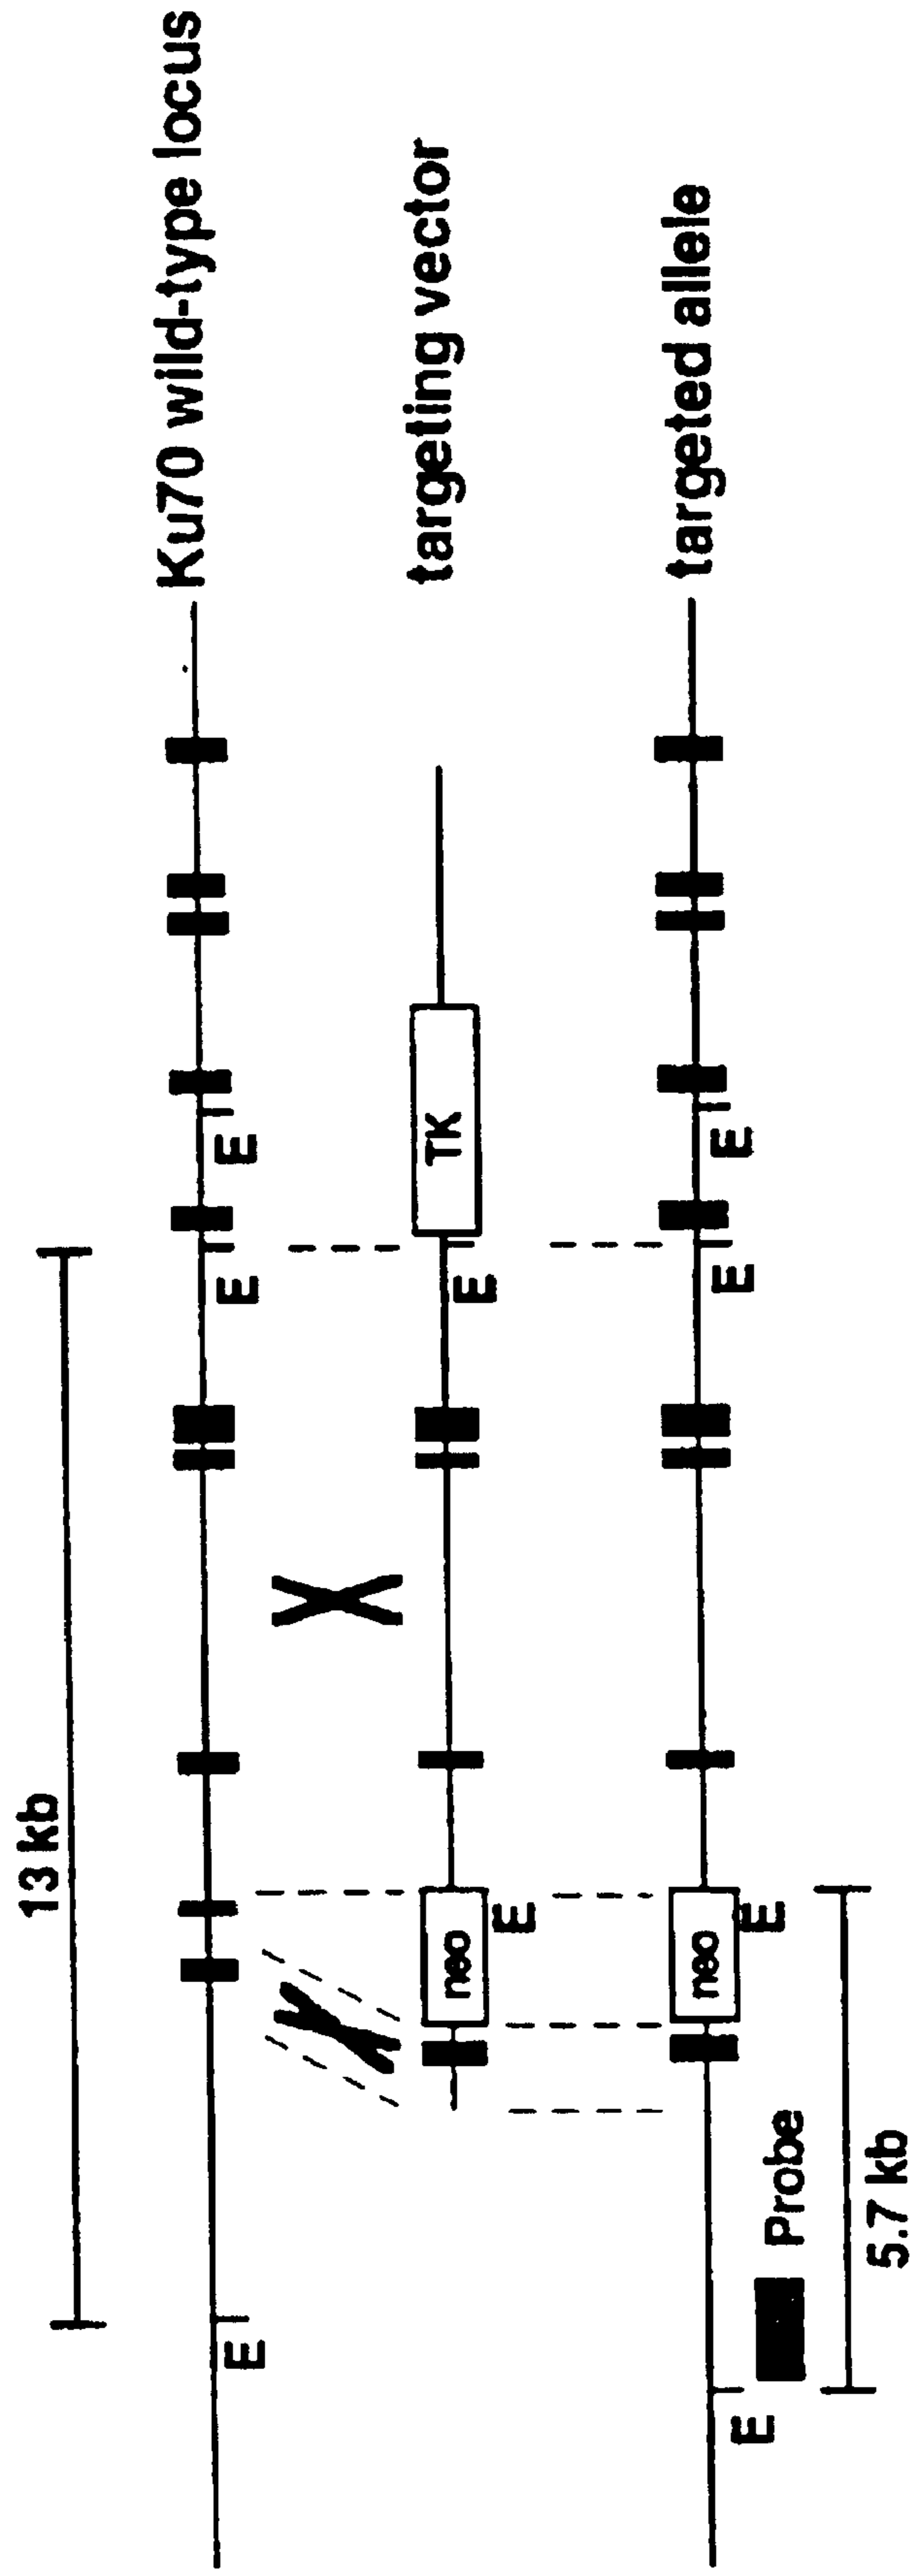 13 kb
Ku70 wild-type locus
E
E
E
targeting vector
neo
TK
E
E
targeted allele
neo
E
E
E
E
Probe
5.7 kb